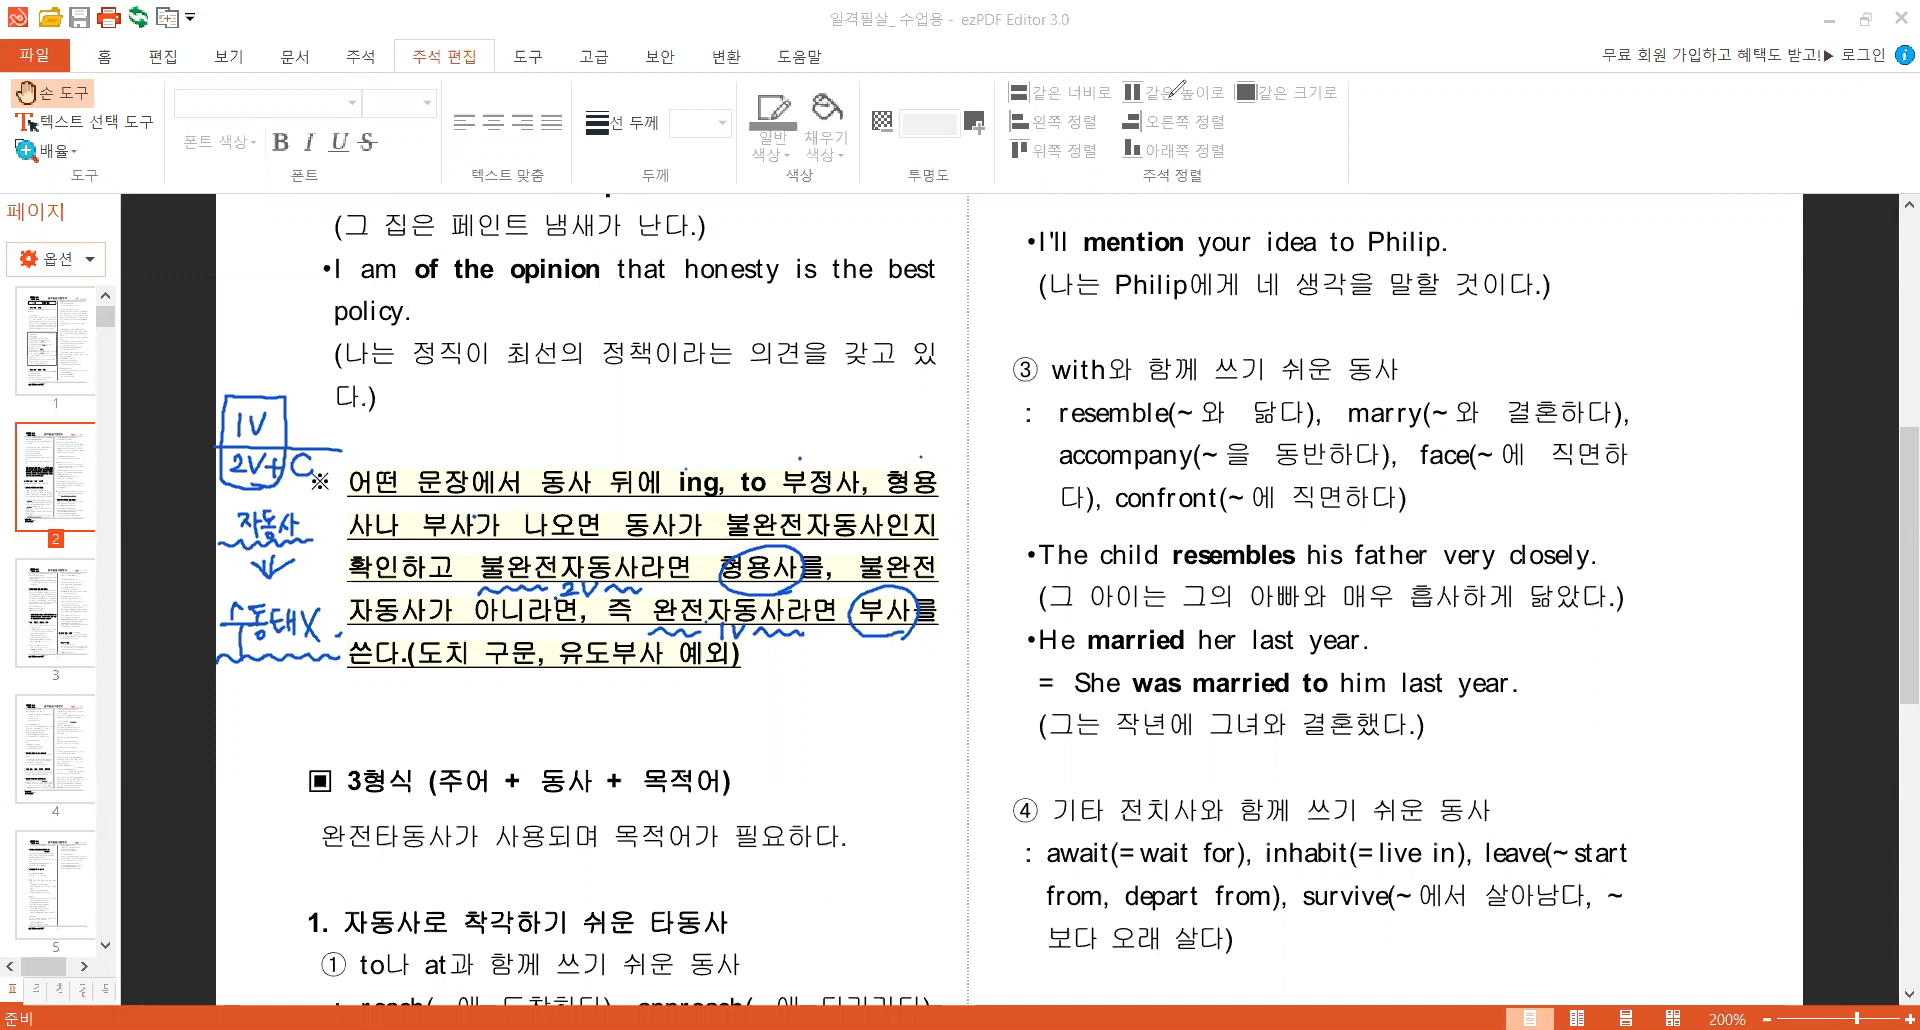 일격필살_ 수업용 - ezPDF Editor 3.0
파일 홈 편집 보기 문서 주석 주석 편집 도구 고급 보안 변환 도움말
무료 회원 가입하고 혜택도 받고!▶ 로그인
손 도구
텍스트 선택 도구
배율
도구
폰트 색상
B I U S
폰트
텍스트 맞춤
선 두께
두께
일반 색상
채우기 색상
색상
투명도
같은 너비로 같은 높이로 같은 크기로
왼쪽 정렬 오른쪽 정렬
위쪽 정렬 아래쪽 정렬
주석 정렬
페이지
옵션
1
2
3
4
5
(그 집은 페인트 냄새가 난다.)
•I am of the opinion that honesty is the best
policy.
(나는 정직이 최선의 정책이라는 의견을 갖고 있
다.)
1V
2V+C
자동사
수동태X
※ 어떤 문장에서 동사 뒤에 ing, to 부정사, 형용
사나 부사가 나오면 동사가 불완전자동사인지
확인하고 불완전자동사라면 형용사를, 불완전
2V
자동사가 아니라면, 즉 완전자동사라면 부사를
1V
쓴다.(도치 구문, 유도부사 예외)
▣ 3형식 (주어 + 동사 + 목적어)
완전타동사가 사용되며 목적어가 필요하다.
1. 자동사로 착각하기 쉬운 타동사
① to나 at과 함께 쓰기 쉬운 동사
: reach(~에 도착하다), approach(~에 다가가다)
•I'll mention your idea to Philip.
(나는 Philip에게 네 생각을 말할 것이다.)
③ with와 함께 쓰기 쉬운 동사
: resemble(~와 닮다), marry(~와 결혼하다),
accompany(~을 동반하다), face(~에 직면하
다), confront(~에 직면하다)
•The child resembles his father very closely.
(그 아이는 그의 아빠와 매우 흡사하게 닮았다.)
•He married her last year.
= She was married to him last year.
(그는 작년에 그녀와 결혼했다.)
④ 기타 전치사와 함께 쓰기 쉬운 동사
: await(=wait for), inhabit(=live in), leave(~start
from, depart from), survive(~에서 살아남다, ~
보다 오래 살다)
준비
200%